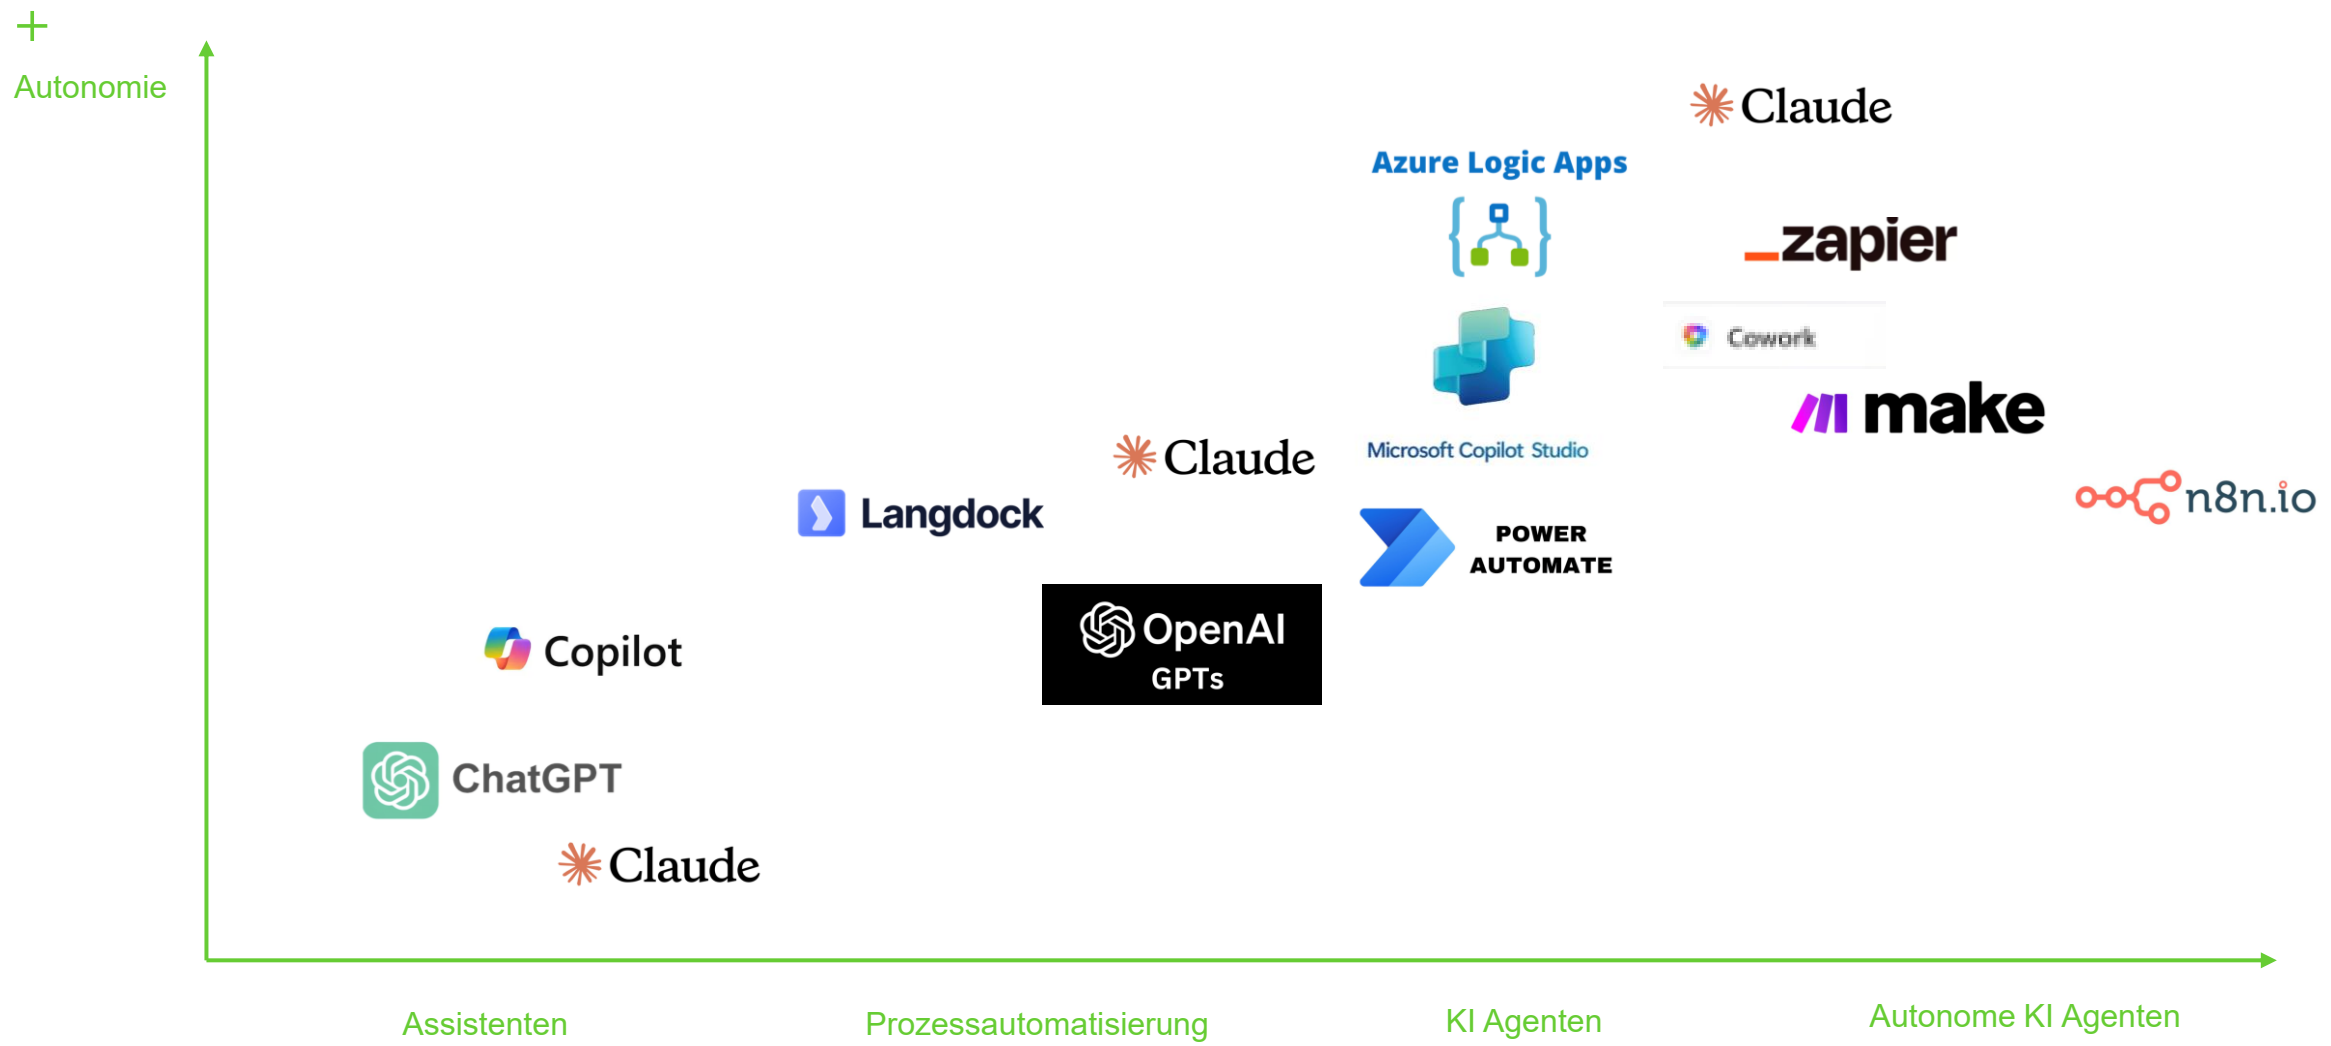 +
Autonomie
Claude
Azure Logic Apps
zapier
Cowork
make
Microsoft Copilot Studio
Claude
n8n.io
Langdock
POWER
AUTOMATE
OpenAI
GPTs
Copilot
ChatGPT
Claude
Assistenten
Prozessautomatisierung
KI Agenten
Autonome KI Agenten